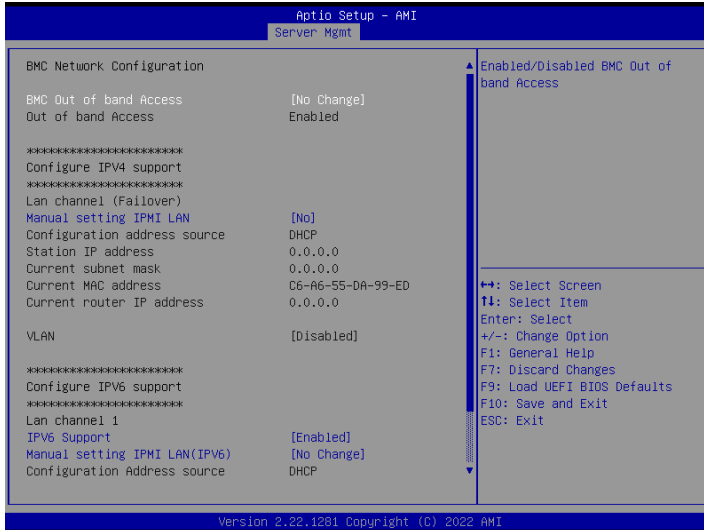 Aptio Setup – AMI
Server Mgmt
BMC Network Configuration
BMC Out of band Access [No Change]
Out of band Access Enabled
***********************
Configure IPV4 support
***********************
Lan channel (Failover)
Manual setting IPMI LAN [No]
Configuration address source DHCP
Station IP address 0.0.0.0
Current subnet mask 0.0.0.0
Current MAC address C6-A6-55-DA-99-ED
Current router IP address 0.0.0.0
VLAN [Disabled]
***********************
Configure IPV6 support
***********************
Lan channel 1
IPV6 Support [Enabled]
Manual setting IPMI LAN(IPV6) [No Change]
Configuration Address source DHCP
Enabled/Disabled BMC Out of
band Access
↔: Select Screen
↑↓: Select Item
Enter: Select
+/-: Change Option
F1: General Help
F7: Discard Changes
F9: Load UEFI BIOS Defaults
F10: Save and Exit
ESC: Exit
Version 2.22.1281 Copyright (C) 2022 AMI